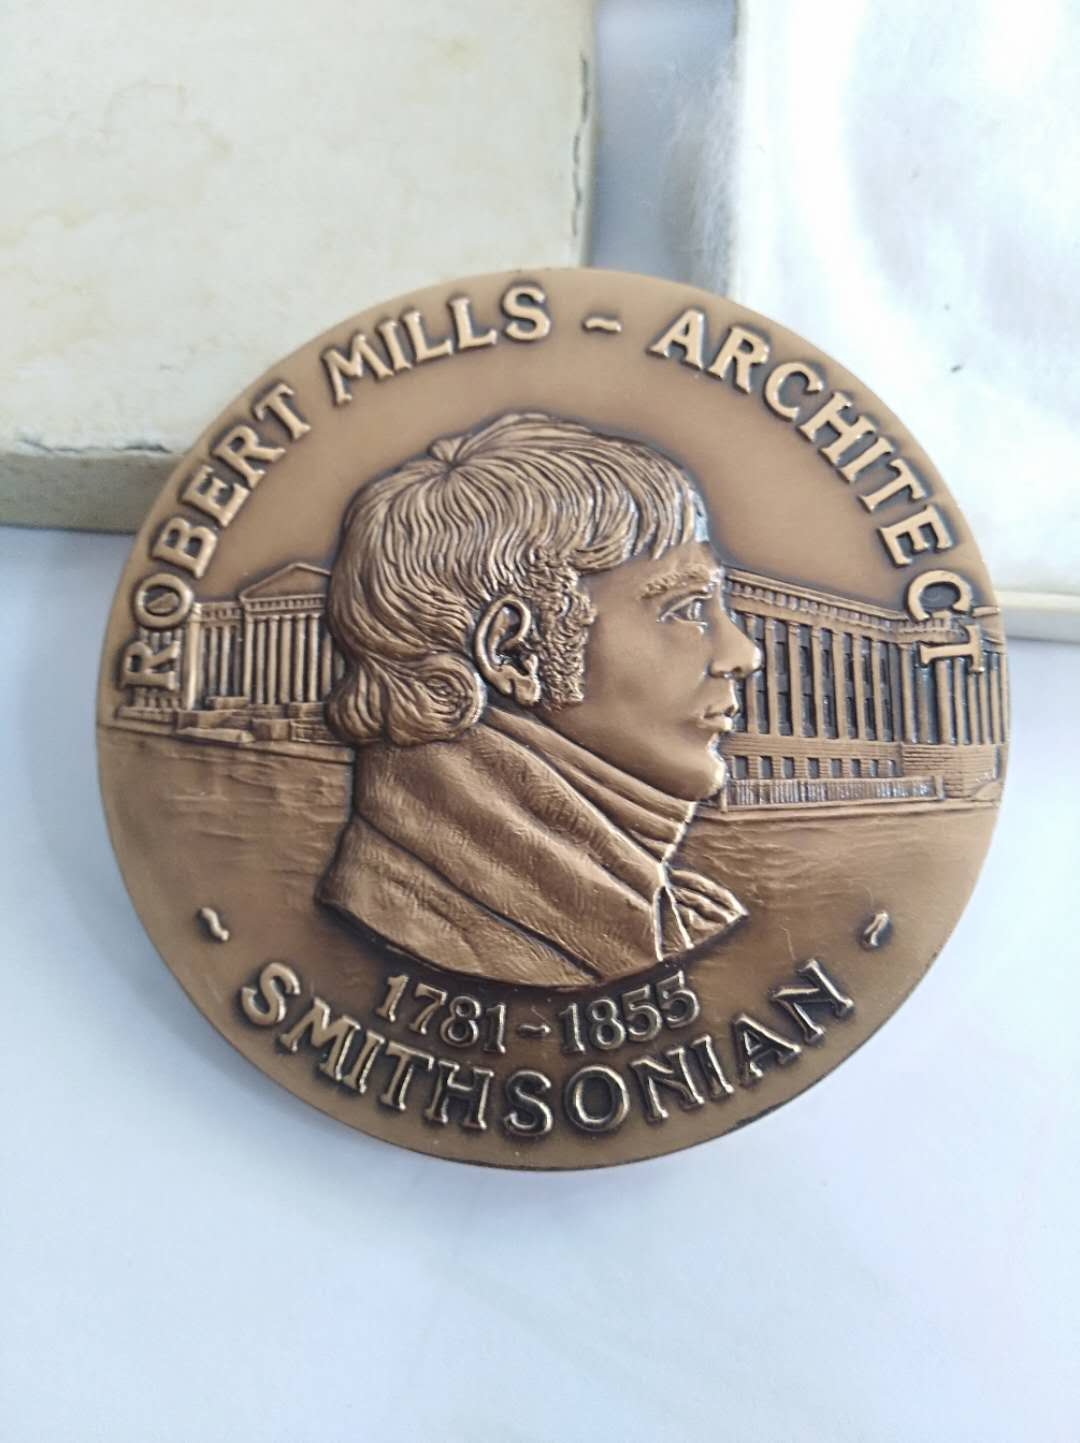 ROBERT MILLS ~ ARCHITECT
1781~1855
~ SMITHSONIAN ~